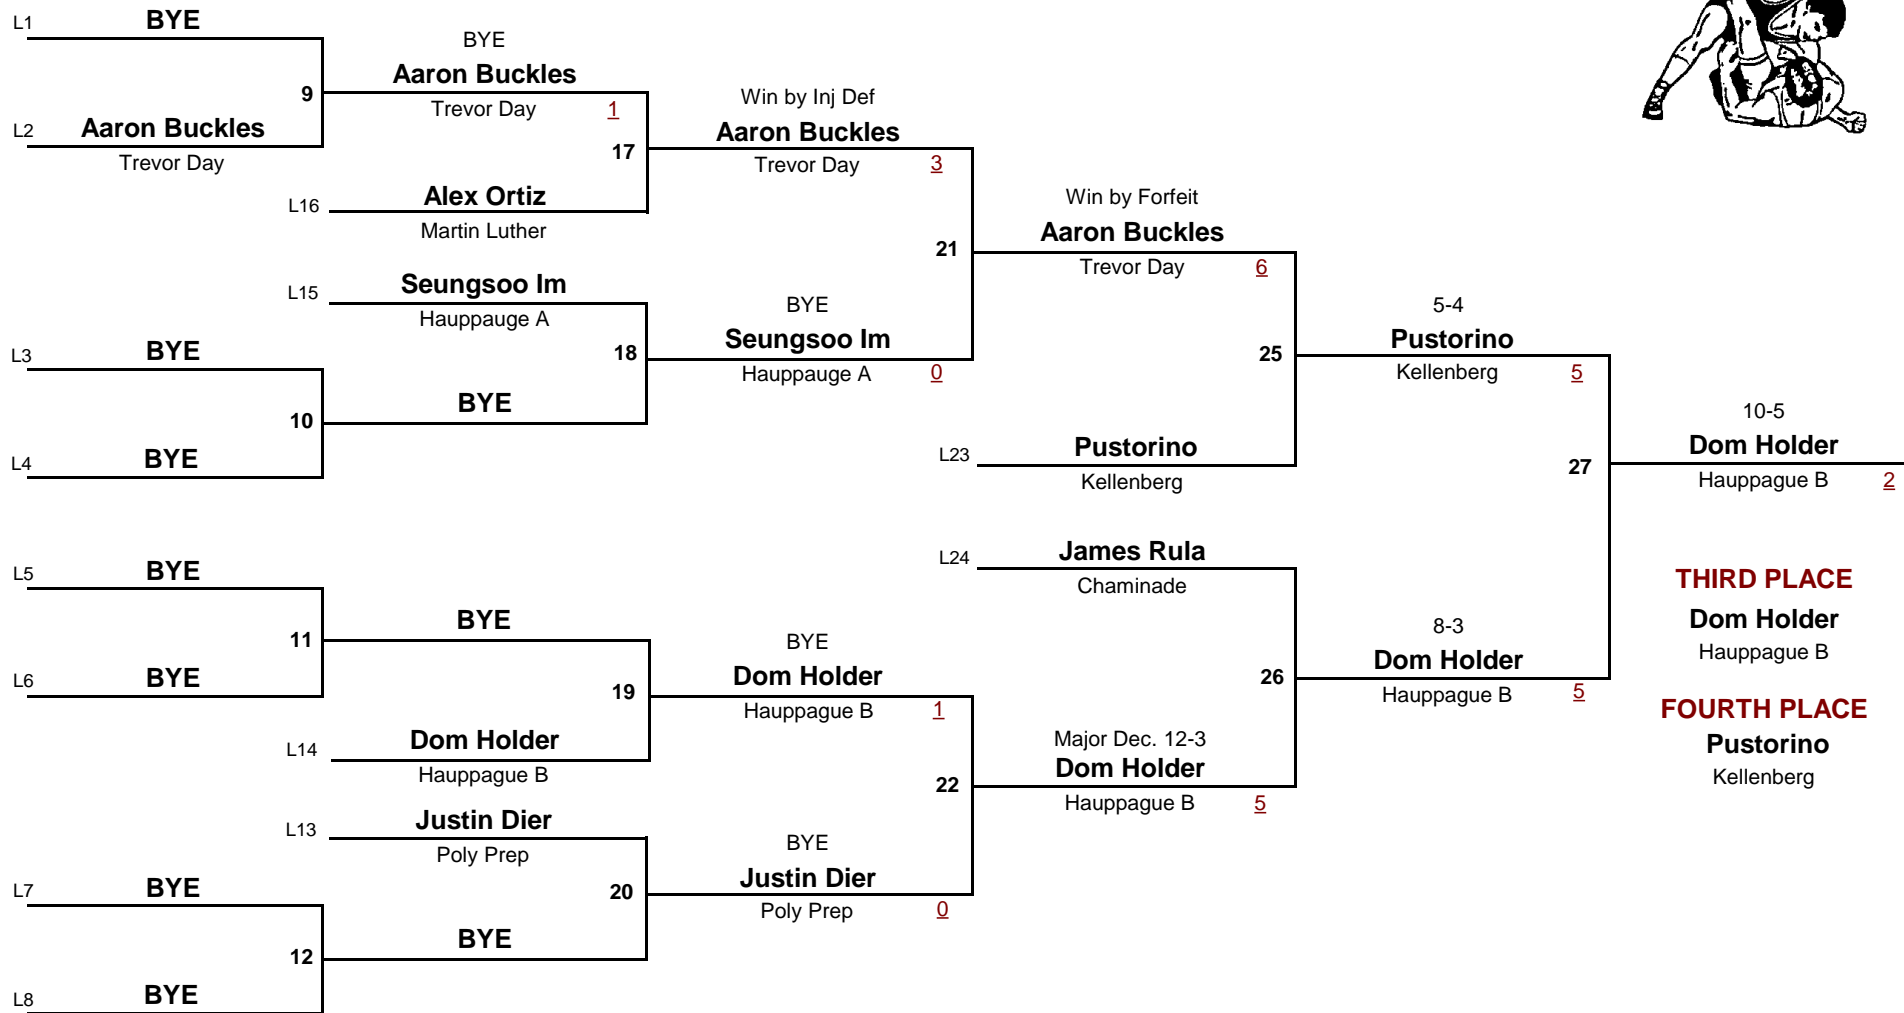 L1 BYE
9
L2 Aaron Buckles
Trevor Day
BYE
Aaron Buckles
Trevor Day 1
17
L16 Alex Ortiz
Martin Luther
Win by Inj Def
Aaron Buckles
Trevor Day 3
21
L15 Seungsoo Im
Hauppauge A
18
L3 BYE
10 BYE
L4 BYE
BYE
Seungsoo Im
Hauppauge A 0
Win by Forfeit
Aaron Buckles
Trevor Day 6
25
L23 Pustorino
Kellenberg
5-4
Pustorino
Kellenberg 5
27
L5 BYE
11 BYE
L6 BYE
19
L14 Dom Holder
Hauppague B
BYE
Dom Holder
Hauppague B 1
22
L13 Justin Dier
Poly Prep
20
L7 BYE
12 BYE
L8 BYE
BYE
Justin Dier
Poly Prep 0
L24 James Rula
Chaminade
26
Major Dec. 12-3
Dom Holder
Hauppague B 5
8-3
Dom Holder
Hauppague B 5
10-5
Dom Holder
Hauppague B 2
THIRD PLACE
Dom Holder
Hauppague B
FOURTH PLACE
Pustorino
Kellenberg